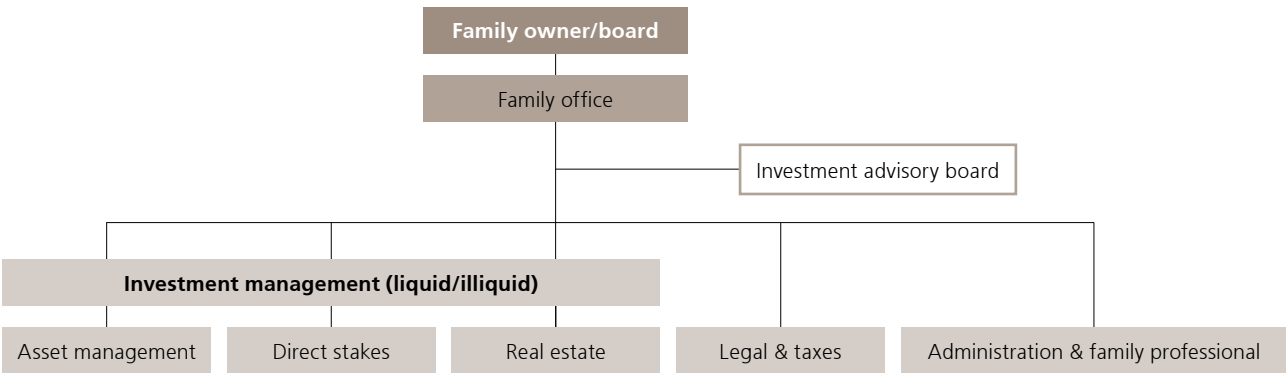 Family owner/board
Family office
Investment advisory board
Investment management (liquid/illiquid)
Asset management
Direct stakes
Real estate
Legal & taxes
Administration & family professional